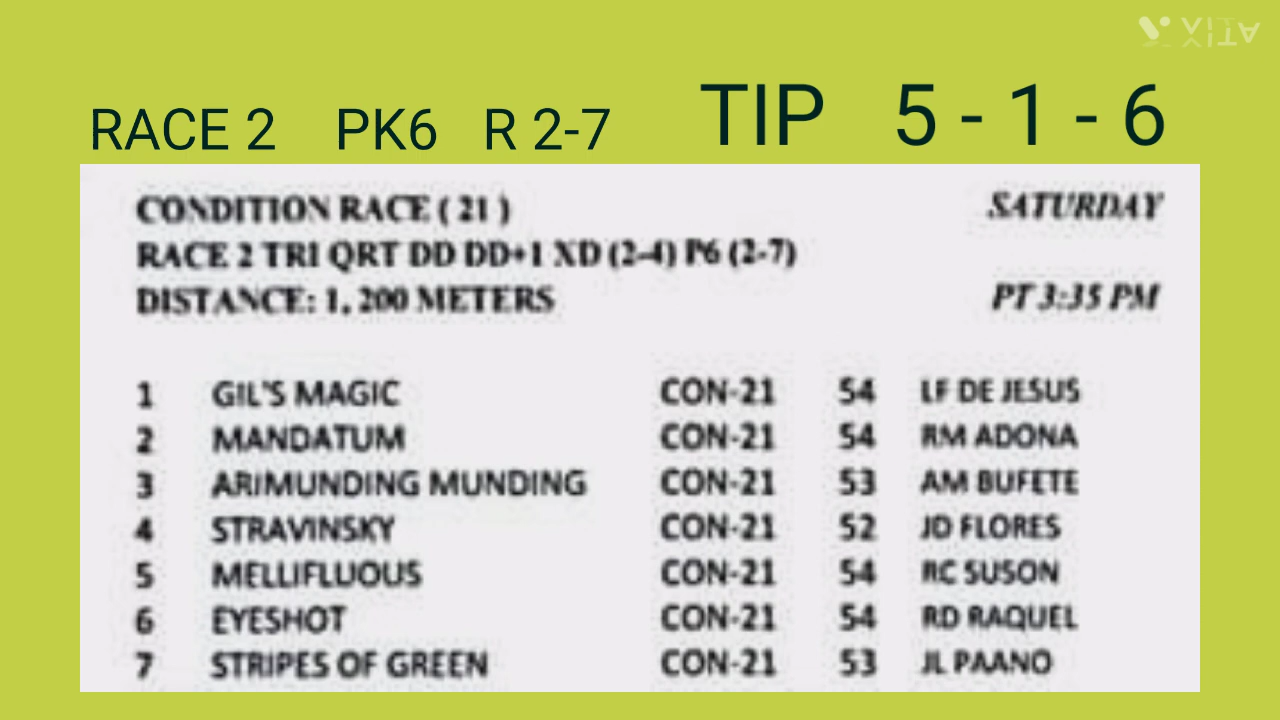 VITA
RACE 2 PK6 R 2-7 TIP 5 - 1 - 6
CONDITION RACE ( 21 ) SATURDAY
RACE 2 TRI QRT DD DD+1 XD (2-4) P6 (2-7)
DISTANCE: 1, 200 METERS PT 3:35 PM
1 GIL'S MAGIC CON-21 54 LF DE JESUS
2 MANDATUM CON-21 54 RM ADONA
3 ARIMUNDING MUNDING CON-21 53 AM BUFETE
4 STRAVINSKY CON-21 52 JD FLORES
5 MELLIFLUOUS CON-21 54 RC SUSON
6 EYESHOT CON-21 54 RD RAQUEL
7 STRIPES OF GREEN CON-21 53 JL PAANO